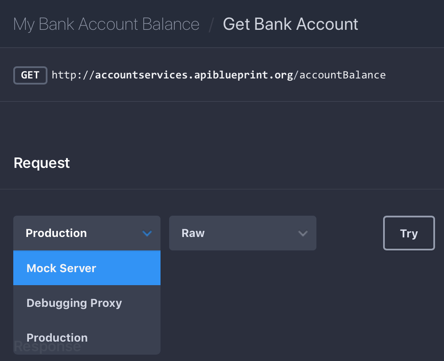 My Bank Account Balance / Get Bank Account
GET http://accountservices.apiblueprint.org/accountBalance
Request
Production Raw Try
Mock Server
Debugging Proxy
Production
Response